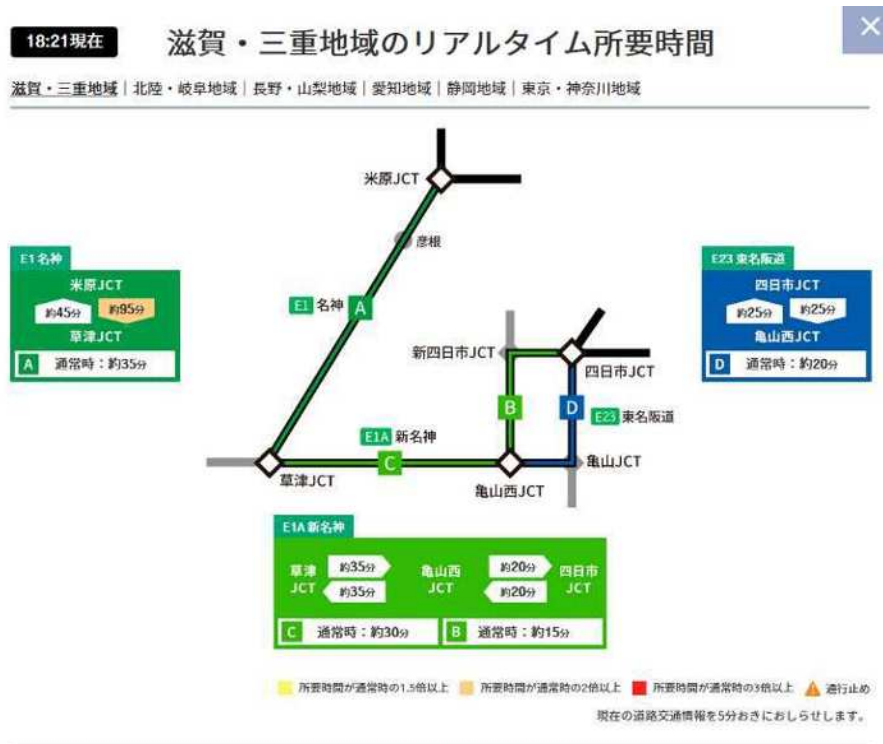 18:21現在
滋賀・三重地域のリアルタイム所要時間
滋賀・三重地域｜北陸・岐阜地域｜長野・山梨地域｜愛知地域｜静岡地域｜東京・神奈川地域
米原JCT
彦根
E1 名神
A
E1 名神
米原JCT
約45分 約95分
草津JCT
A 通常時：約35分
新四日市JCT
四日市JCT
B
D
E23 東名阪道
E23 東名阪道
四日市JCT
約25分 約25分
亀山西JCT
D 通常時：約20分
E1A 新名神
C
草津JCT
亀山西JCT
亀山JCT
E1A 新名神
草津JCT 約35分 亀山西JCT 約20分 四日市JCT
約35分 約20分
C 通常時：約30分 B 通常時：約15分
所要時間が通常時の1.5倍以上 所要時間が通常時の2倍以上 所要時間が通常時の3倍以上 通行止め
現在の道路交通情報を5分おきにおしらせします。